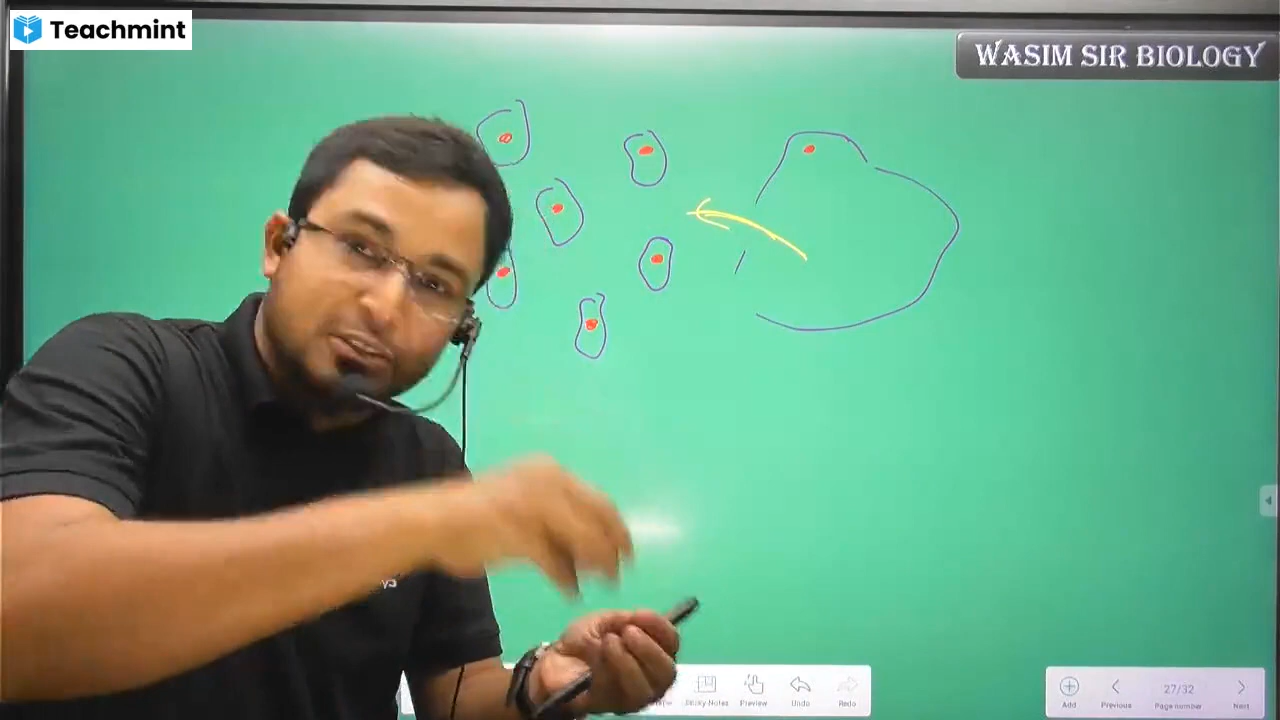 Teachmint
WASIM SIR BIOLOGY
Sticky Notes
Preview
Undo
Redo
Add
Previous
27/32
Page number
Next